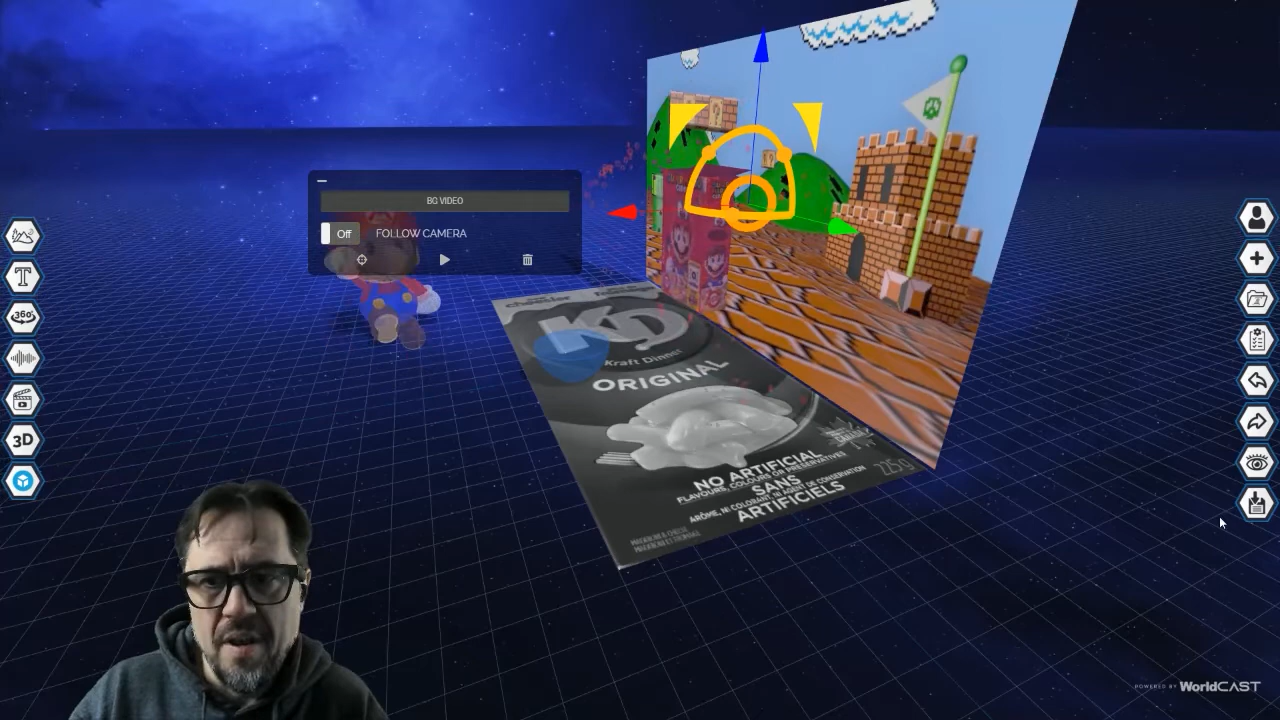 BG VIDEO
Off FOLLOW CAMERA
T
360°
3D
KD
Kraft Dinner
ORIGINAL
NO ARTIFICIAL
FLAVOURS, COLOURS OR PRESERVATIVES
SANS
ARÔME, NI COLORANT, NI AGENT DE CONSERVATION
ARTIFICIELS
225 g
POWERED BY WorldCAST